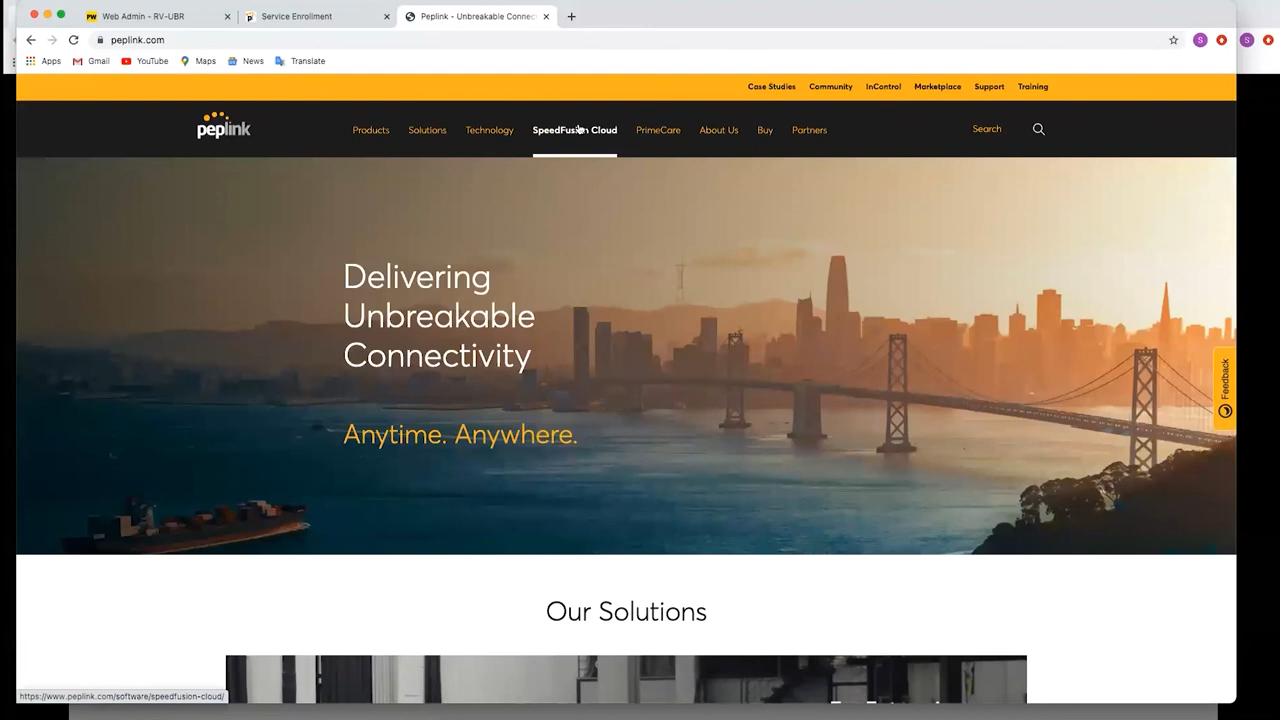 Web Admin - RV-UBR
Service Enrollment
Peplink - Unbreakable Connec
peplink.com
S
S
Apps Gmail YouTube Maps News Translate
Case Studies Community InControl Marketplace Support Training
peplink
Products Solutions Technology SpeedFusion Cloud PrimeCare About Us Buy Partners Search
Delivering
Unbreakable
Connectivity
Anytime. Anywhere.
Feedback
Our Solutions
https://www.peplink.com/software/speedfusion-cloud/